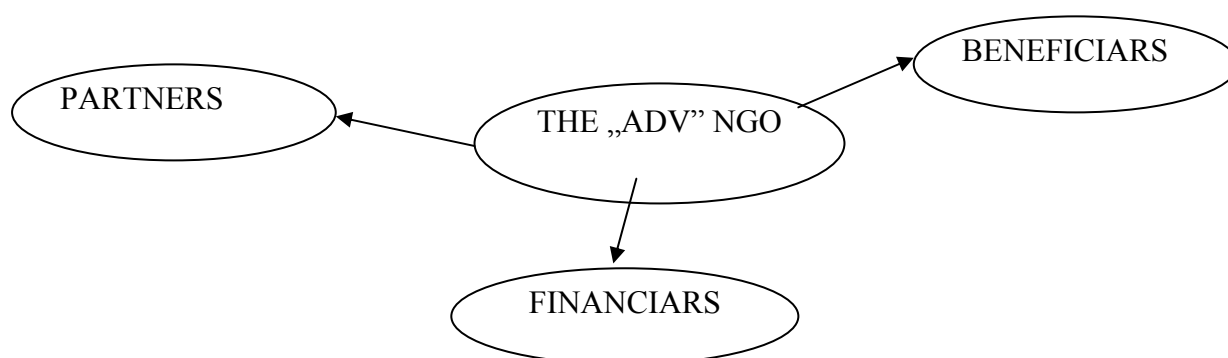 BENEFICIARS
PARTNERS
THE „ADV” NGO
FINANCIARS